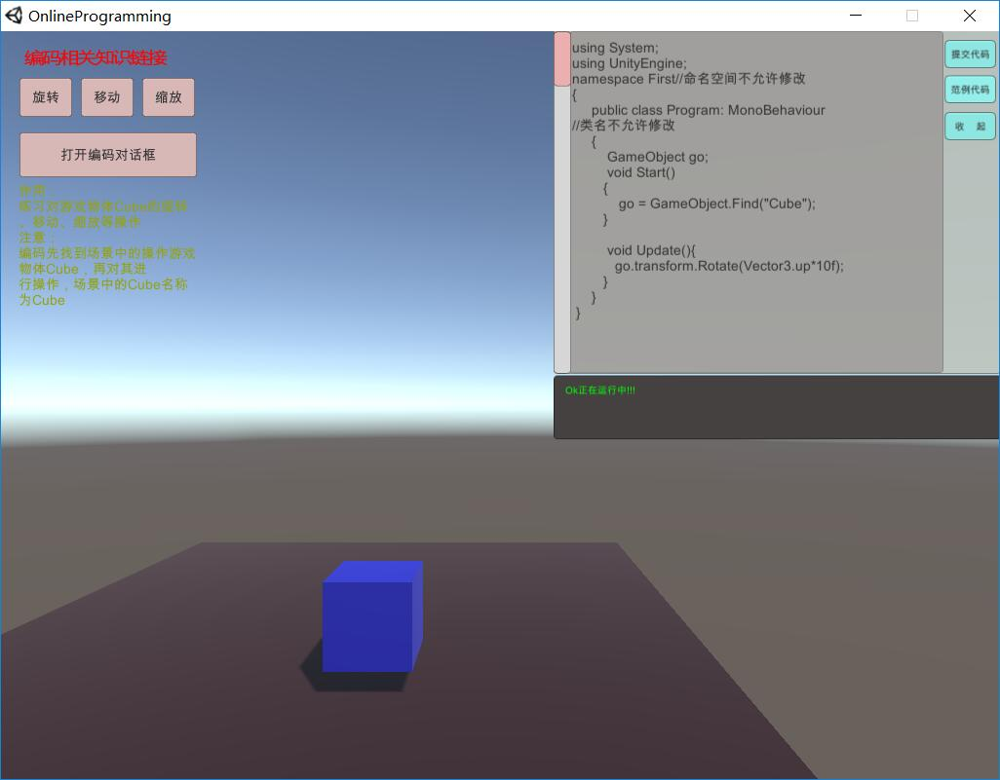 OnlineProgramming
编码相关知识链接
旋转 移动 缩放
打开编码对话框
作用：
练习对游戏物体Cube的旋转
、移动、缩放等操作
注意：
编码先找到场景中的操作游戏
物体Cube，再对其进
行操作，场景中的Cube名称
为Cube
using System;
using UnityEngine;
namespace First//命名空间不允许修改
{
public class Program: MonoBehaviour
//类名不允许修改
{
GameObject go;
void Start()
{
go = GameObject.Find("Cube");
}
void Update(){
go.transform.Rotate(Vector3.up*10f);
}
}
}
提交代码
范例代码
收 起
Ok正在运行中!!!